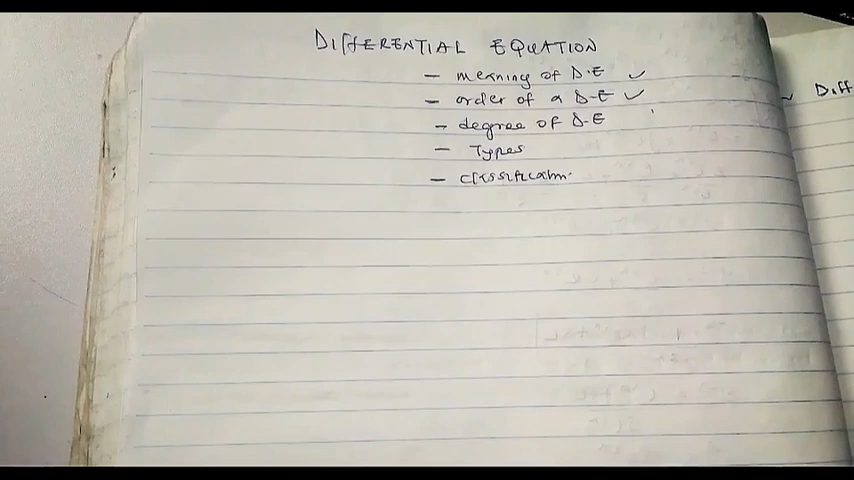 DIFFERENTIAL EQUATION
- meaning of D.E ✓
- order of a D-E ✓
- degree of D-E
- Types
- classification
Diff